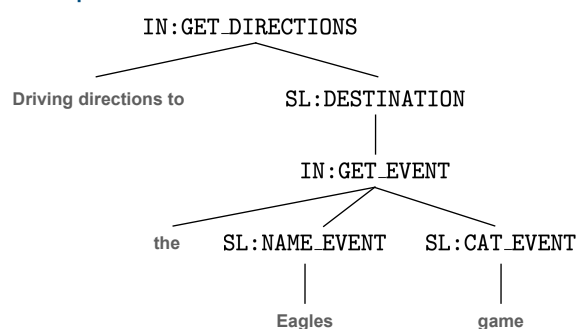 IN:GET_DIRECTIONS
Driving directions to
SL:DESTINATION
IN:GET_EVENT
the SL:NAME_EVENT SL:CAT_EVENT
Eagles game